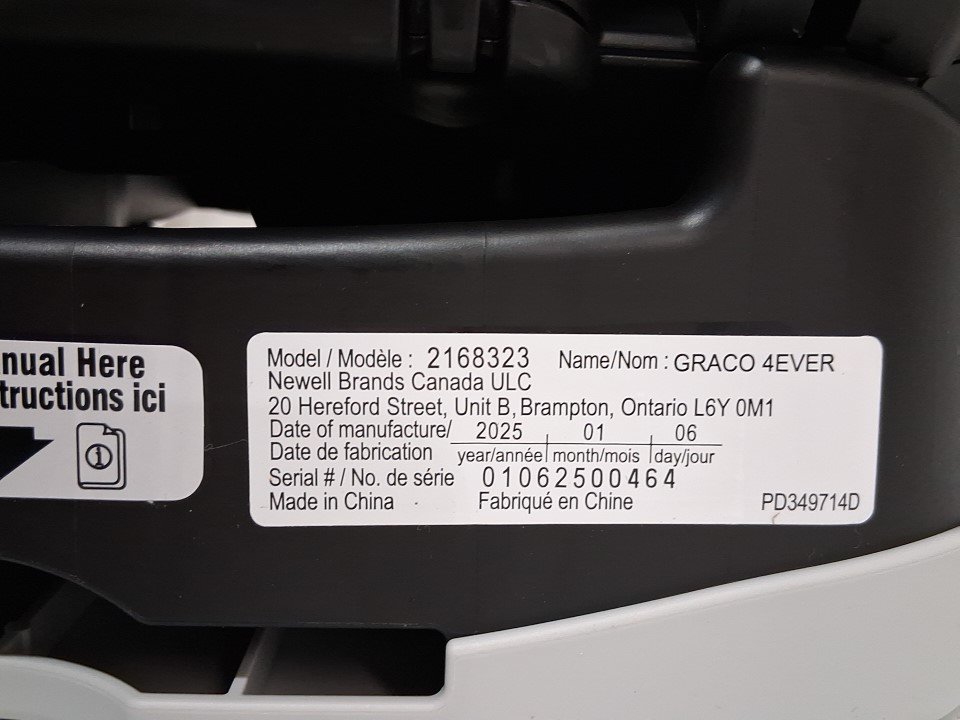 nual Here
tructions ici
Model / Modèle : 2168323 Name/Nom : GRACO 4EVER
Newell Brands Canada ULC
20 Hereford Street, Unit B, Brampton, Ontario L6Y 0M1
Date of manufacture/ 2025 01 06
Date de fabrication year/année month/mois day/jour
Serial # / No. de série 01062500464
Made in China Fabriqué en Chine PD349714D